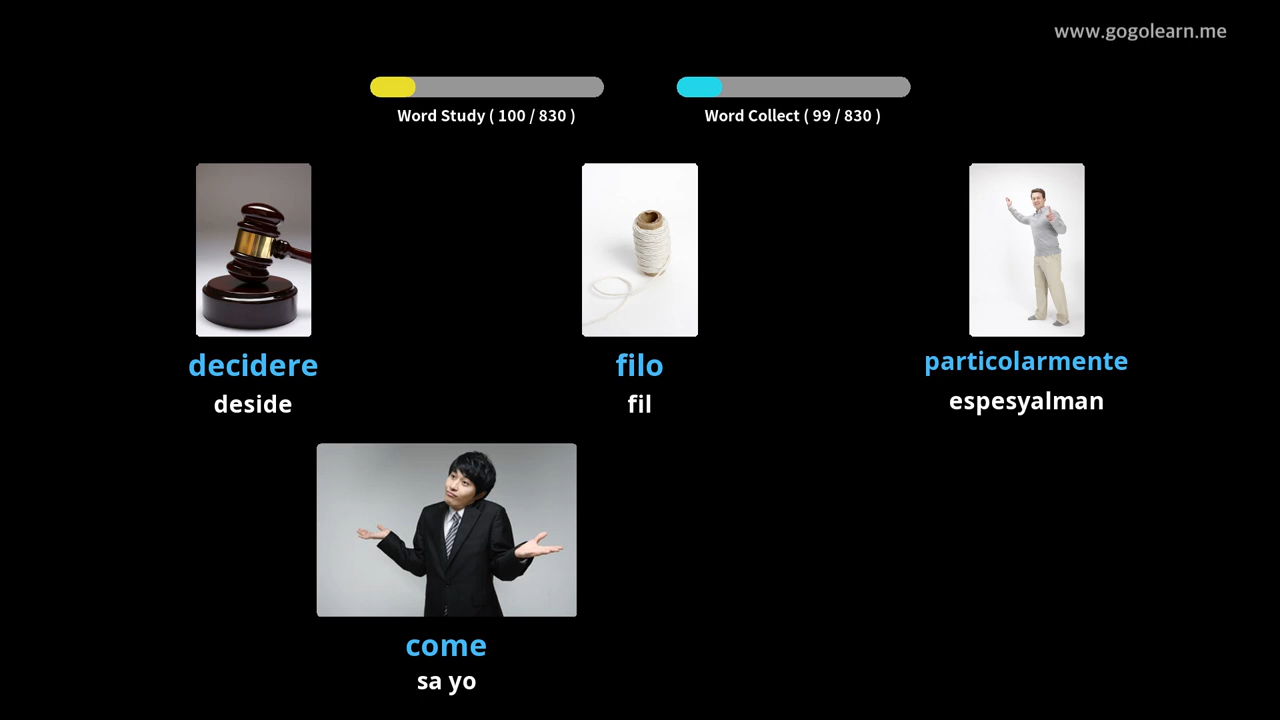 www.gogolearn.me
Word Study ( 100 / 830 )
Word Collect ( 99 / 830 )
decidere
deside
filo
fil
particolarmente
espesyalman
come
sa yo